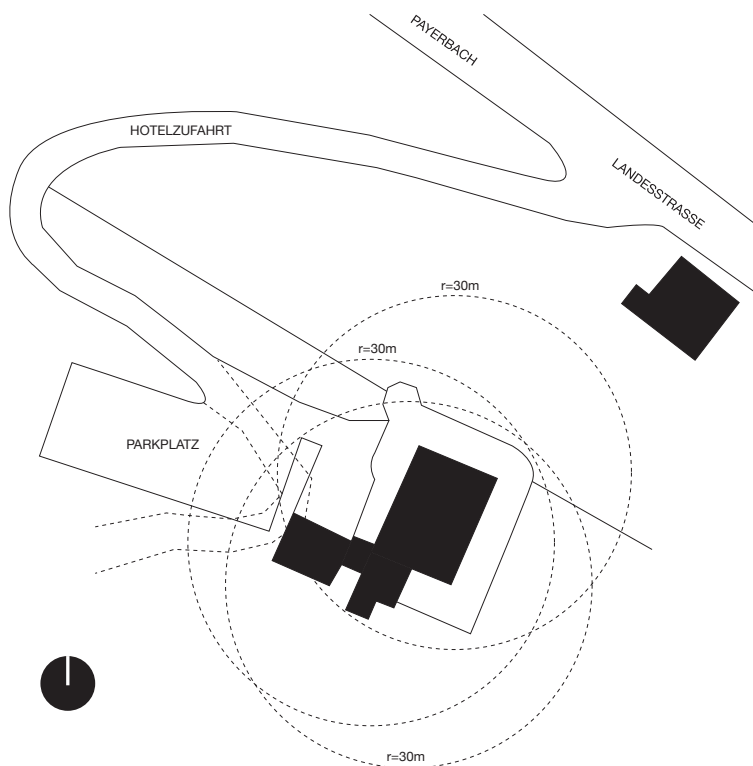 PAYERBACH
HOTELZUFAHRT
LANDESSTRASSE
r=30m
r=30m
PARKPLATZ
r=30m